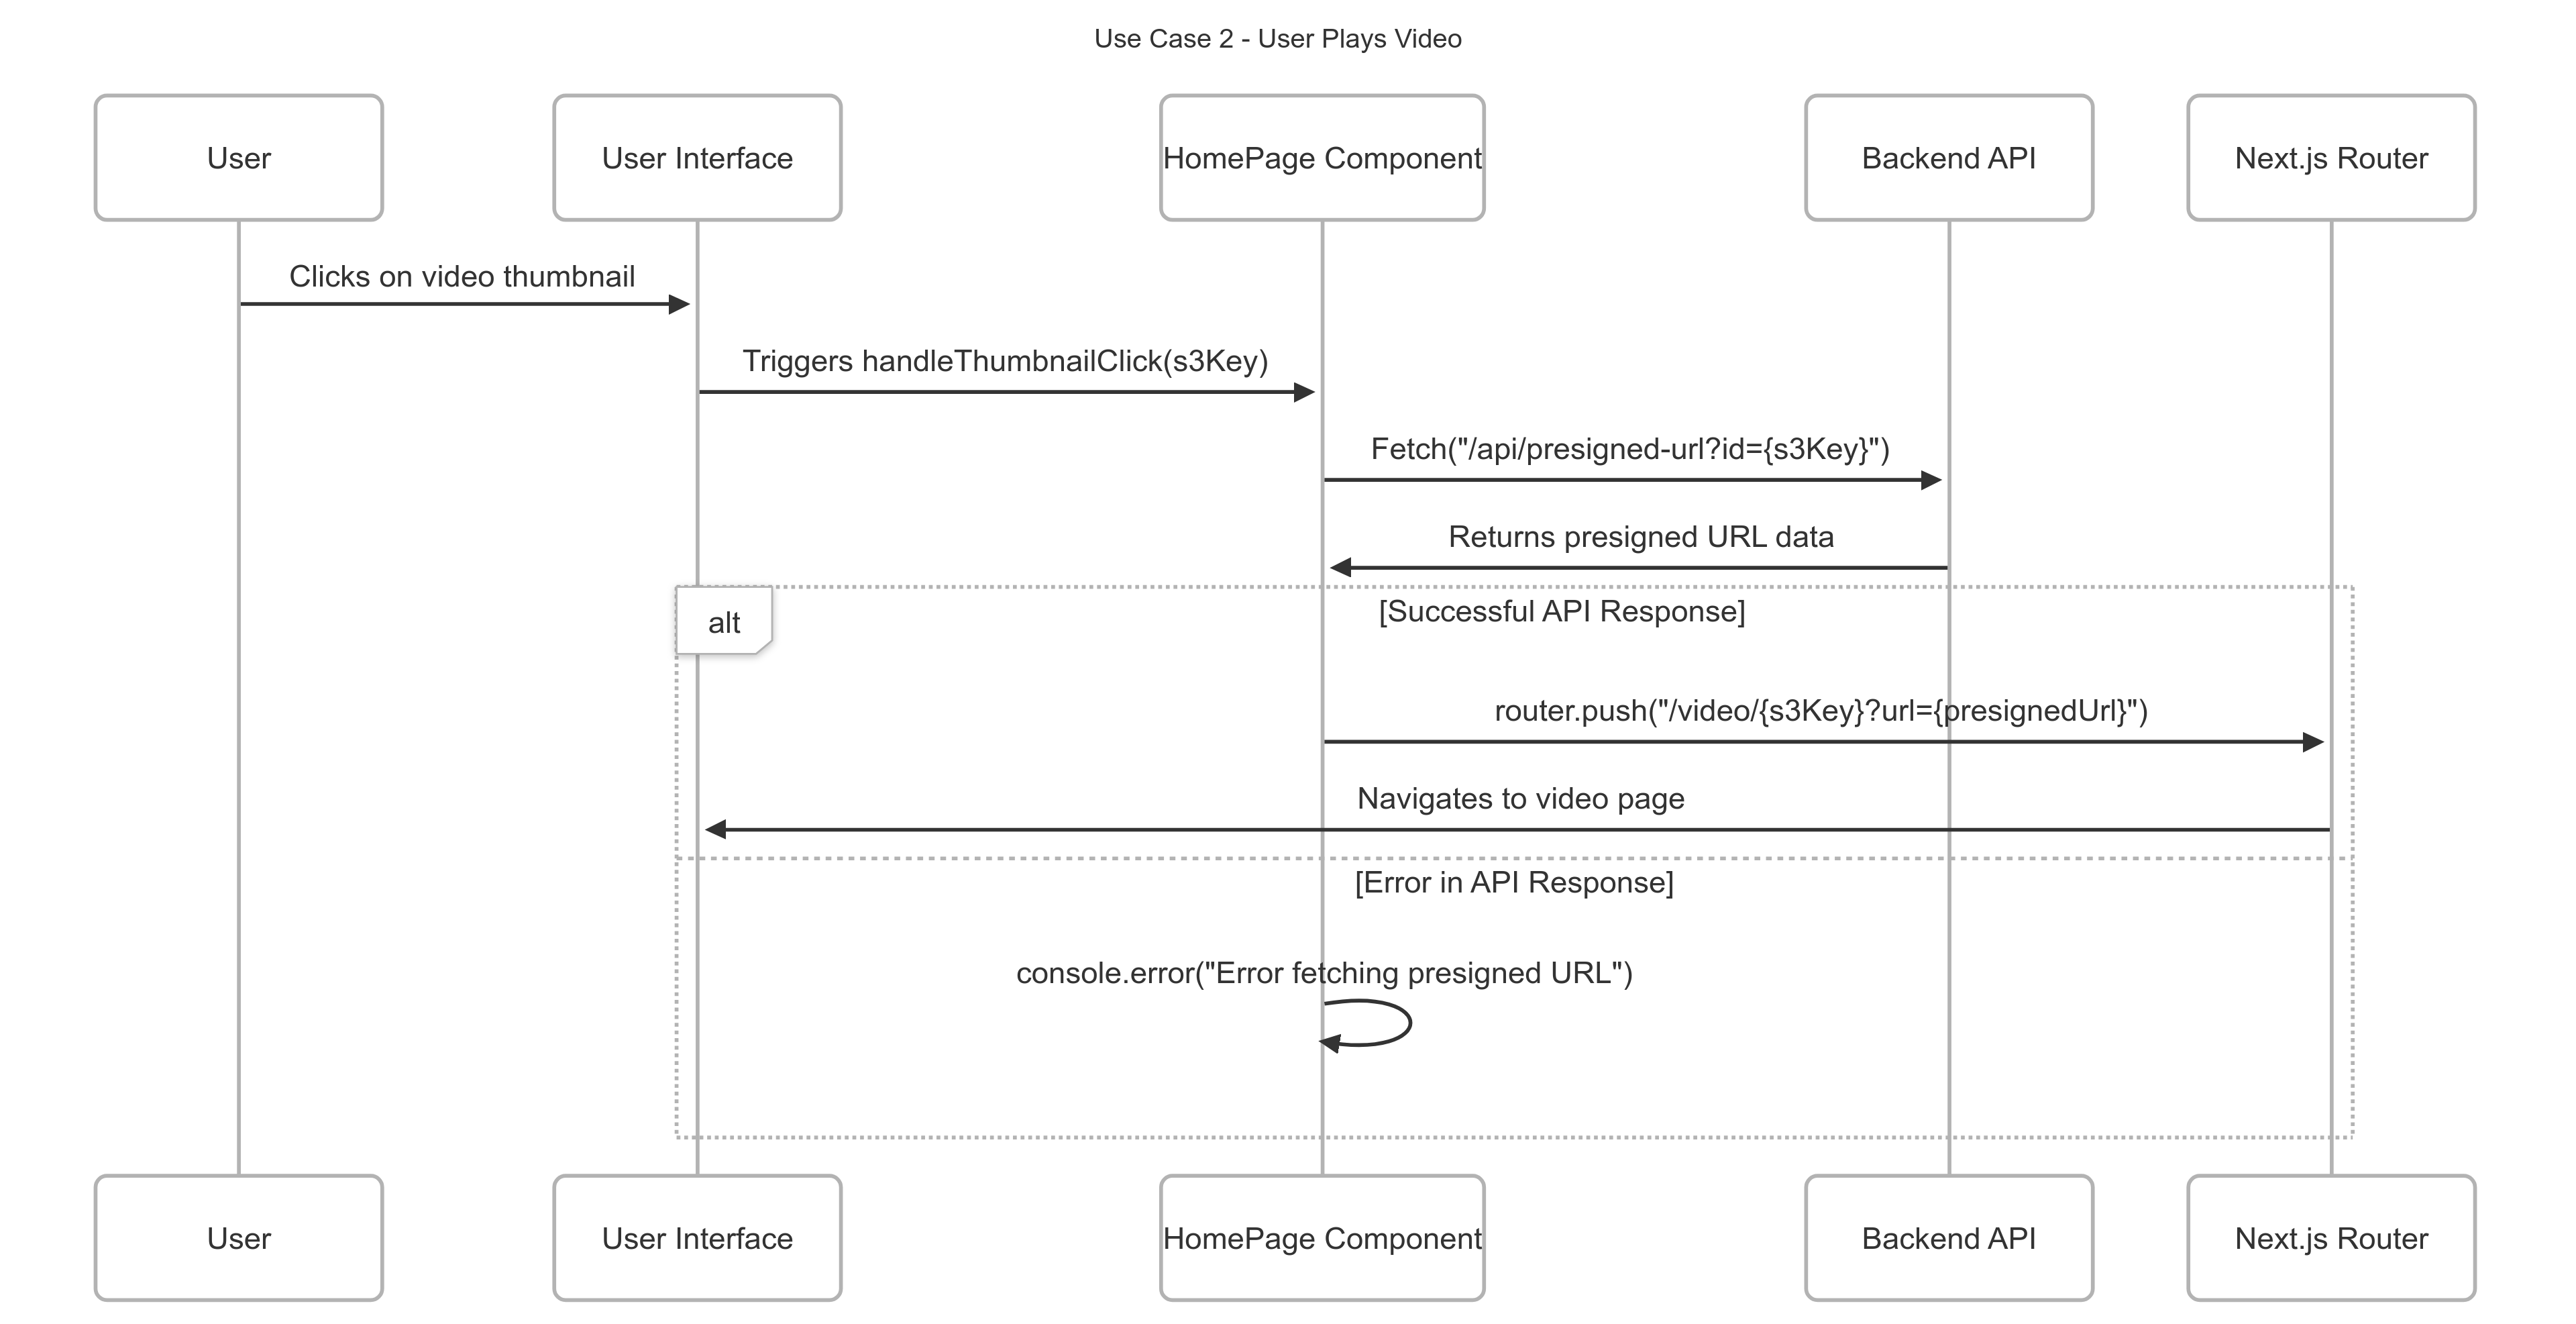 Use Case 2 - User Plays Video
User
User Interface
HomePage Component
Backend API
Next.js Router
Clicks on video thumbnail
Triggers handleThumbnailClick(s3Key)
Fetch("/api/presigned-url?id={s3Key}")
Returns presigned URL data
alt
[Successful API Response]
router.push("/video/{s3Key}?url={presignedUrl}")
Navigates to video page
[Error in API Response]
console.error("Error fetching presigned URL")
User
User Interface
HomePage Component
Backend API
Next.js Router